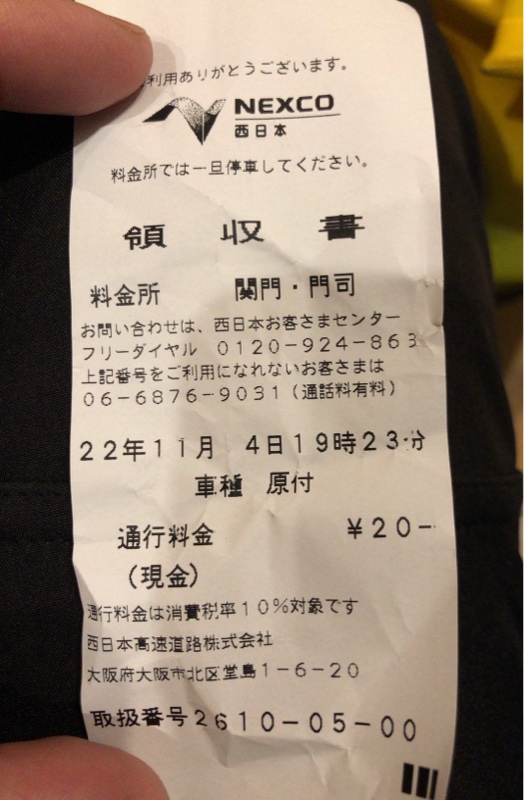 利用ありがとうございます。
NEXCO
西日本
料金所では一旦停車してください。
領収書
料金所 関門・門司
お問い合わせは、西日本お客さまセンター
フリーダイヤル 0120-924-863
上記番号をご利用になれないお客さまは
06-6876-9031(通話料有料)
22年11月 4日19時23分
車種 原付
通行料金 ¥20-
(現金)
通行料金は消費税率10%対象です
西日本高速道路株式会社
大阪府大阪市北区堂島1-6-20
取扱番号2610-05-00